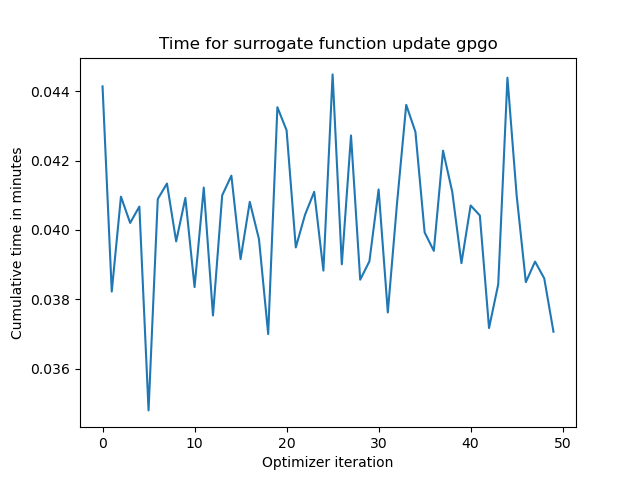 Time for surrogate function update gpgo
Cumulative time in minutes
0.044
0.042
0.040
0.038
0.036
0 10 20 30 40 50
Optimizer iteration